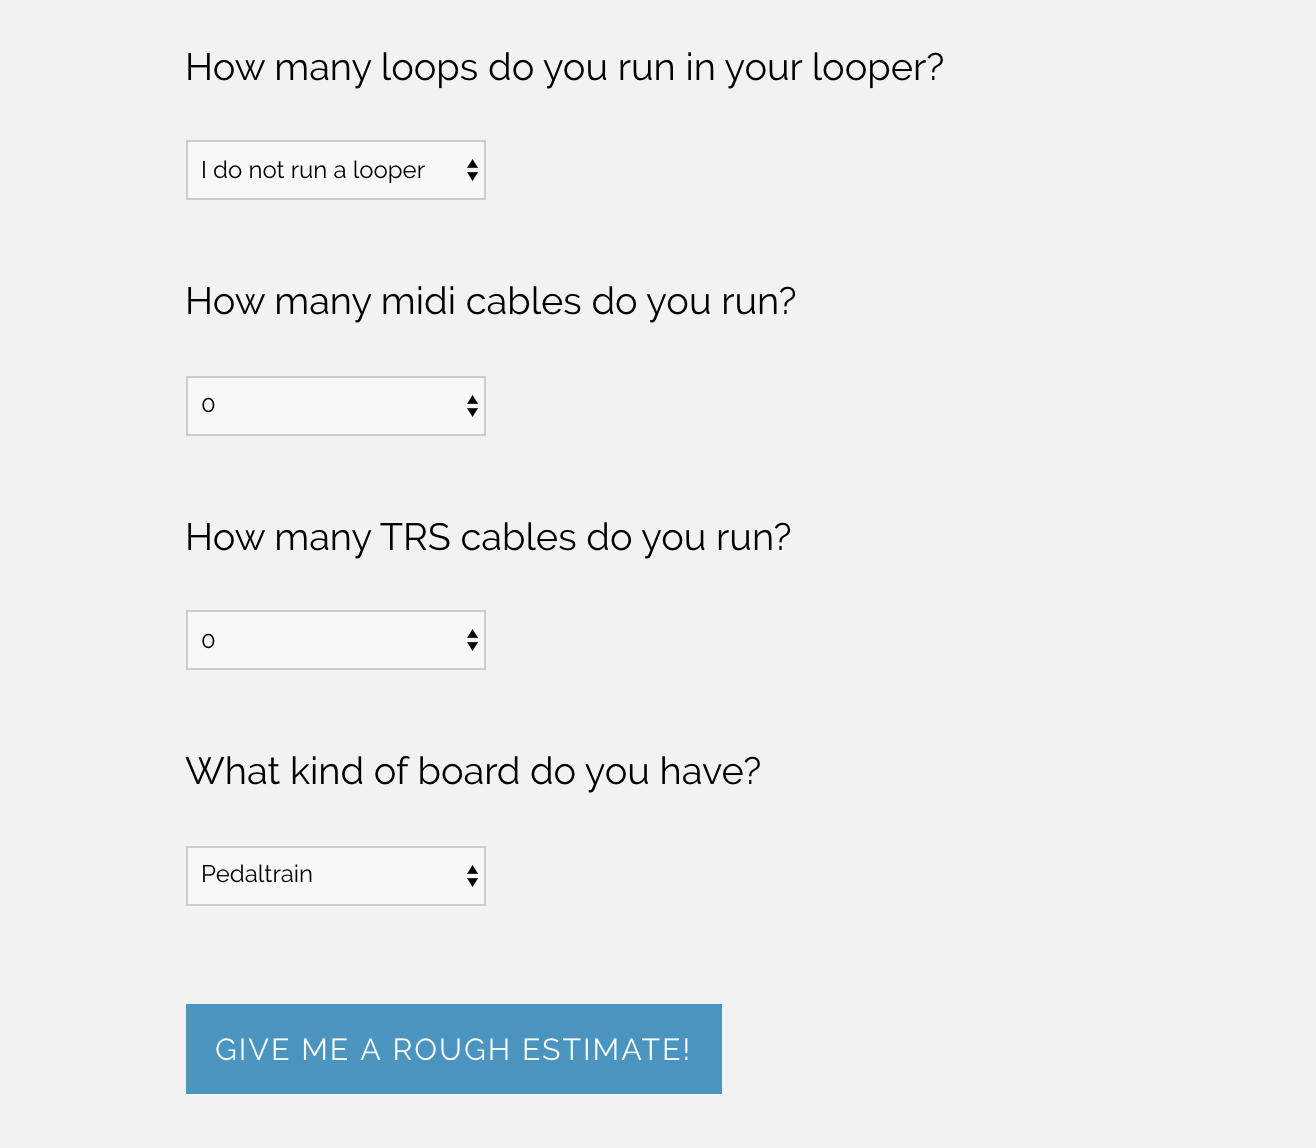 How many loops do you run in your looper?
I do not run a looper
How many midi cables do you run?
0
How many TRS cables do you run?
0
What kind of board do you have?
Pedaltrain
GIVE ME A ROUGH ESTIMATE!